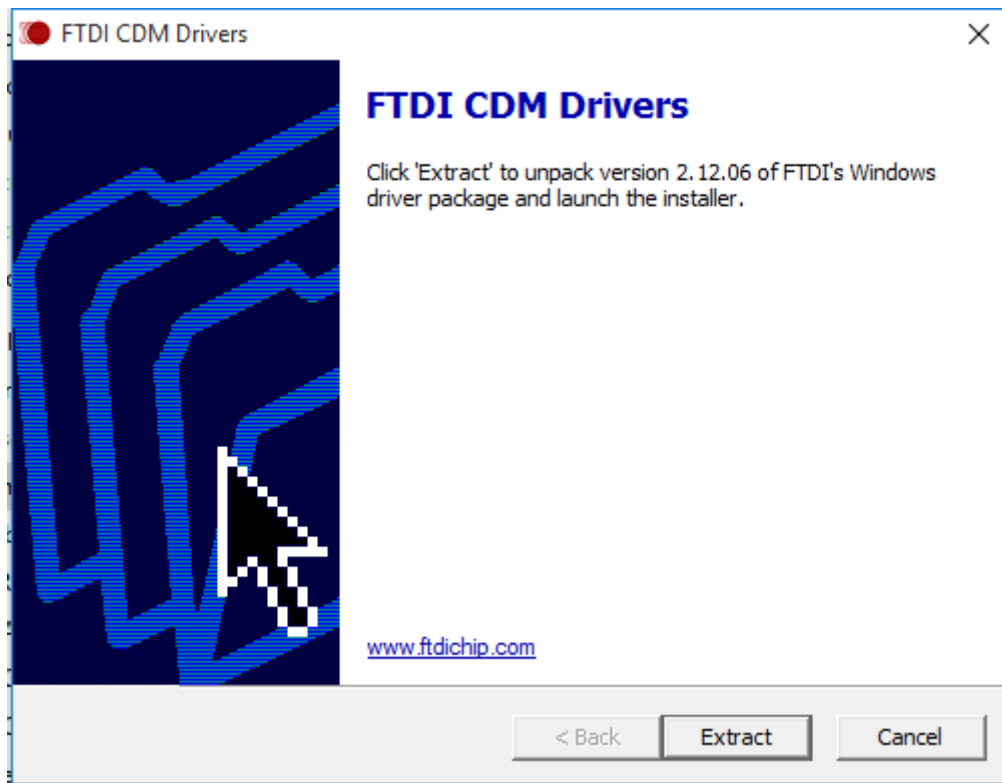 FTDI CDM Drivers
FTDI CDM Drivers
Click 'Extract' to unpack version 2.12.06 of FTDI's Windows
driver package and launch the installer.
www.ftdichip.com
< Back
Extract
Cancel